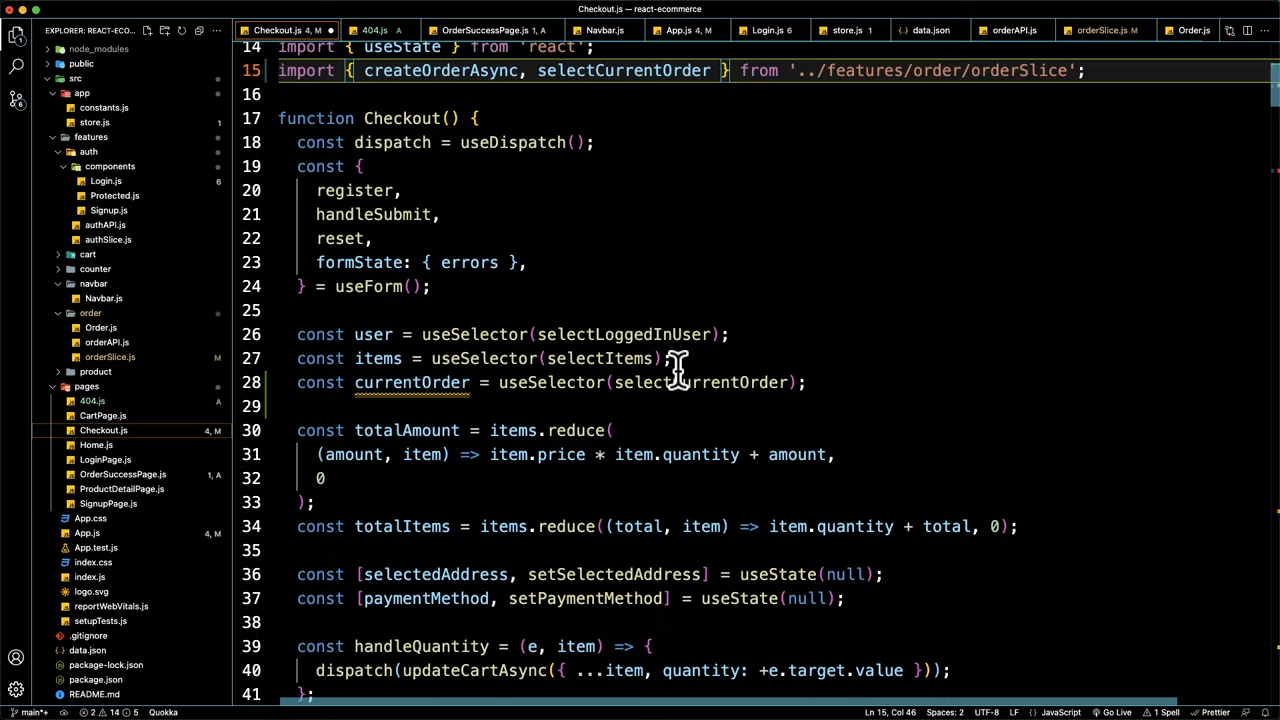 Checkout.js — react-ecommerce
EXPLORER: REACT-ECO...
Checkout.js 4, M
404.js A
OrderSuccessPage.js 1, A
Navbar.js
App.js 4, M
Login.js 6
store.js 1
data.json
orderAPI.js
orderSlice.js M
Order.js
node_modules
public
src
app
constants.js
store.js 1
features
auth
components
Login.js 6
Protected.js
Signup.js
authAPI.js
authSlice.js
cart
counter
navbar
Navbar.js
order
Order.js
orderAPI.js
orderSlice.js M
product
pages
404.js A
CartPage.js
Checkout.js 4, M
Home.js
LoginPage.js
OrderSuccessPage.js 1, A
ProductDetailPage.js
SignupPage.js
App.css
App.js 4, M
App.test.js
index.css
index.js
logo.svg
reportWebVitals.js
setupTests.js
.gitignore
data.json
package-lock.json
package.json
README.md
14 import { useState } from 'react';
15 import { createOrderAsync, selectCurrentOrder } from '../features/order/orderSlice';
16
17 function Checkout() {
18 const dispatch = useDispatch();
19 const {
20 register,
21 handleSubmit,
22 reset,
23 formState: { errors },
24 } = useForm();
25
26 const user = useSelector(selectLoggedInUser);
27 const items = useSelector(selectItems);
28 const currentOrder = useSelector(selectCurrentOrder);
29
30 const totalAmount = items.reduce(
31 (amount, item) => item.price * item.quantity + amount,
32 0
33 );
34 const totalItems = items.reduce((total, item) => item.quantity + total, 0);
35
36 const [selectedAddress, setSelectedAddress] = useState(null);
37 const [paymentMethod, setPaymentMethod] = useState(null);
38
39 const handleQuantity = (e, item) => {
40 dispatch(updateCartAsync({ ...item, quantity: +e.target.value }));
41 };
main*+ 2 14 5 Quokka
Ln 15, Col 46 Spaces: 2 UTF-8 LF { } JavaScript Go Live 1 Spell Prettier